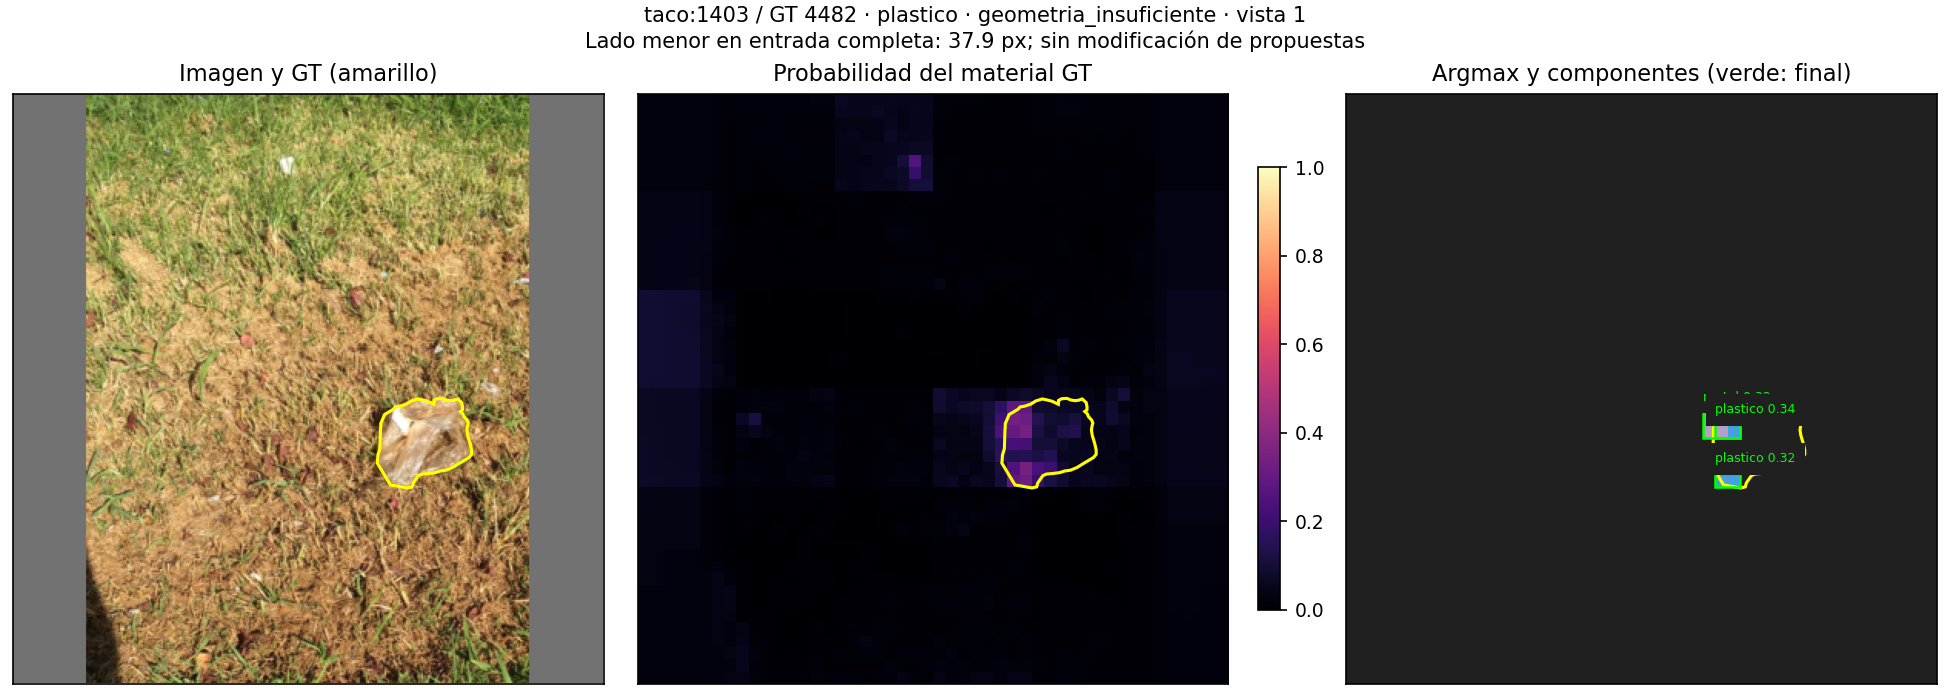 taco:1403 / GT 4482 · plastico · geometria_insuficiente · vista 1
Lado menor en entrada completa: 37.9 px; sin modificación de propuestas
Imagen y GT (amarillo)
Probabilidad del material GT
Argmax y componentes (verde: final)
1.0
0.8
0.6
0.4
0.2
0.0
plastico 0.34
plastico 0.32